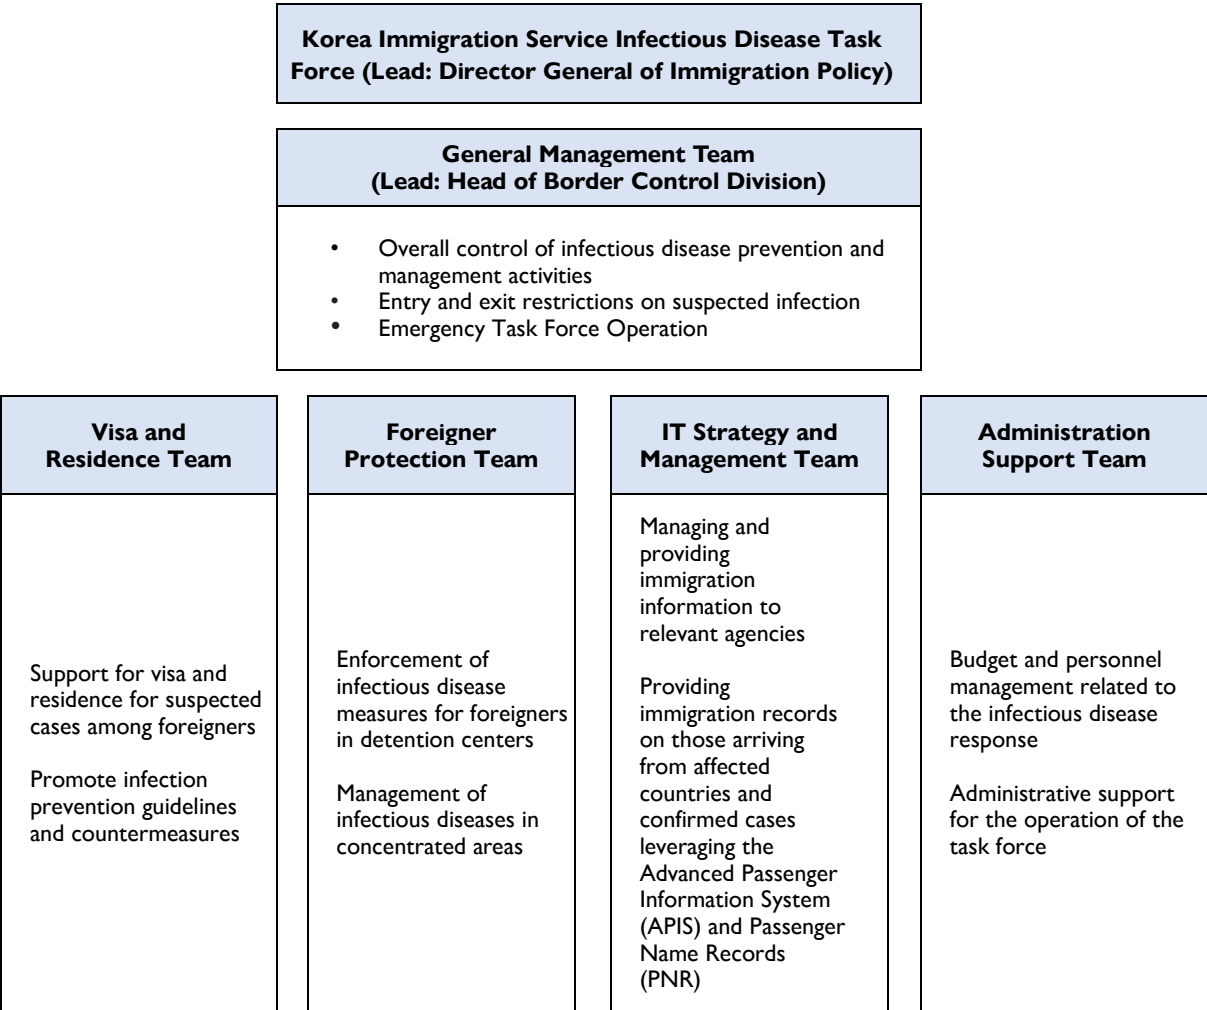 Korea Immigration Service Infectious Disease Task
Force (Lead: Director General of Immigration Policy)
General Management Team
(Lead: Head of Border Control Division)
• Overall control of infectious disease prevention and
management activities
• Entry and exit restrictions on suspected infection
• Emergency Task Force Operation
Visa and
Residence Team
Support for visa and
residence for suspected
cases among foreigners
Promote infection
prevention guidelines
and countermeasures
Foreigner
Protection Team
Enforcement of
infectious disease
measures for foreigners
in detention centers
Management of
infectious diseases in
concentrated areas
IT Strategy and
Management Team
Managing and
providing
immigration
information to
relevant agencies
Providing
immigration records
on those arriving
from affected
countries and
confirmed cases
leveraging the
Advanced Passenger
Information System
(APIS) and Passenger
Name Records
(PNR)
Administration
Support Team
Budget and personnel
management related to
the infectious disease
response
Administrative support
for the operation of the
task force